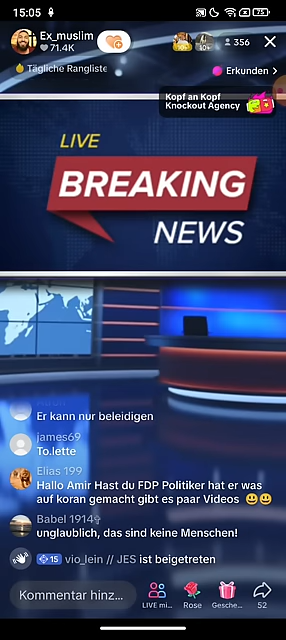 15:05
75
Ex_muslim
71.4K
10+
10+
356
Tägliche Rangliste
Erkunden
Kopf an Kopf
Knockout Agency
LIVE
BREAKING
NEWS
Er kann nur beleidigen
james69
To.lette
Elias 199
Hallo Amir Hast du FDP Politiker hat er was
auf koran gemacht gibt es paar Videos 😃😃
Babel 1914✞
unglaublich, das sind keine Menschen!
15 vio_lein // JES ist beigetreten
Kommentar hinz...
LIVE mi...
Rose
Gesche...
52